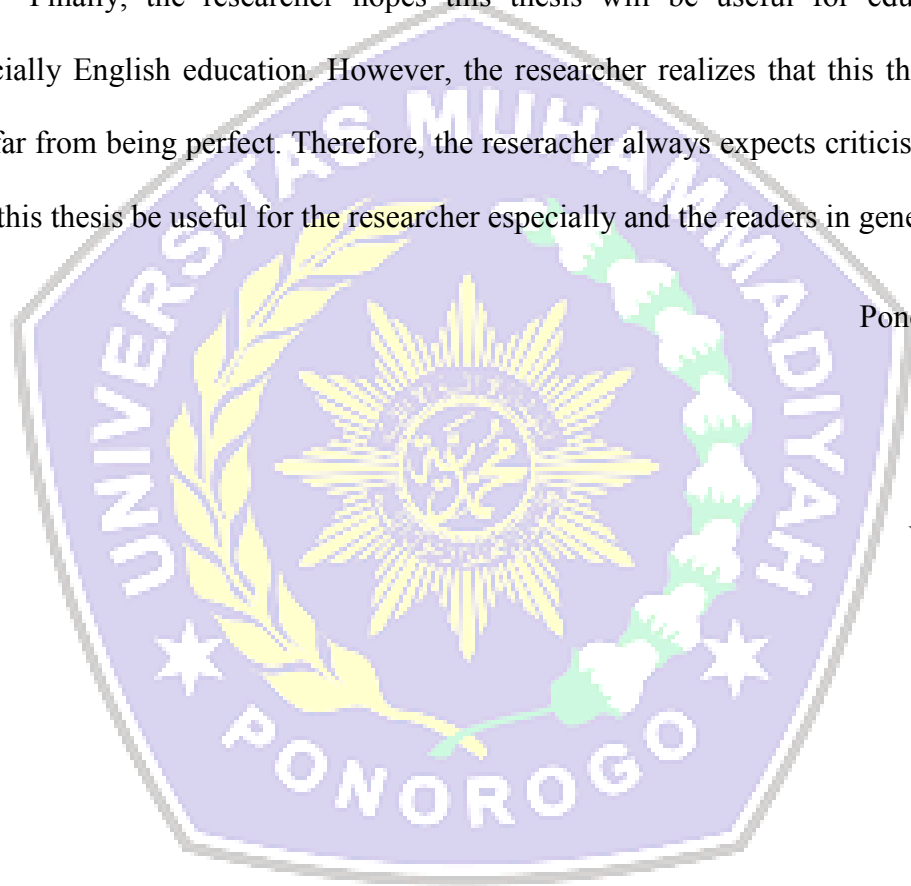 Finally, the researcher hopes this thesis will be useful for edu
cially English education. However, the researcher realizes that this th
far from being perfect. Therefore, the reseracher always expects criticis
this thesis be useful for the researcher especially and the readers in gene
Pono
UNIVERSITAS MUHAMMADIYAH
PONOROGO